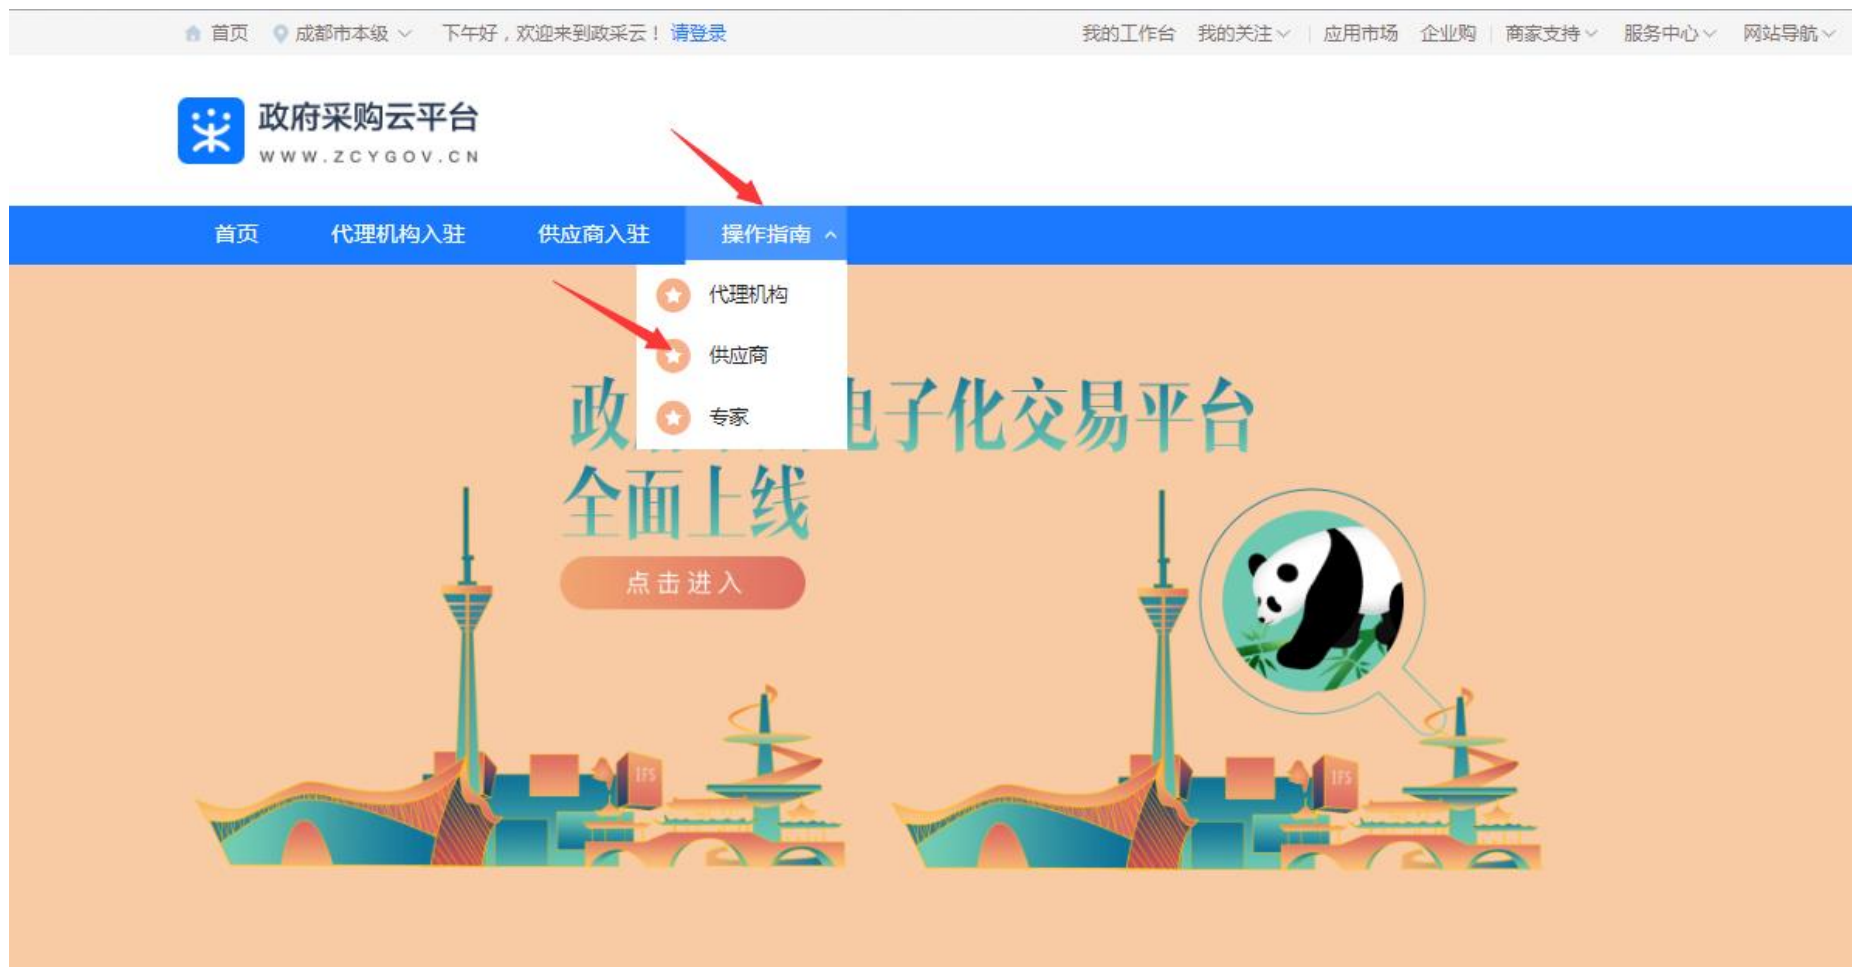 首页 成都市本级 下午好，欢迎来到政采云！请登录 我的工作台 我的关注 应用市场 企业购 商家支持 服务中心 网站导航
政府采购云平台
WWW.ZCYGOV.CN
首页 代理机构入驻 供应商入驻 操作指南
代理机构
供应商
专家
政 电子化交易平台
全面上线
点击进入
IFS
IFS